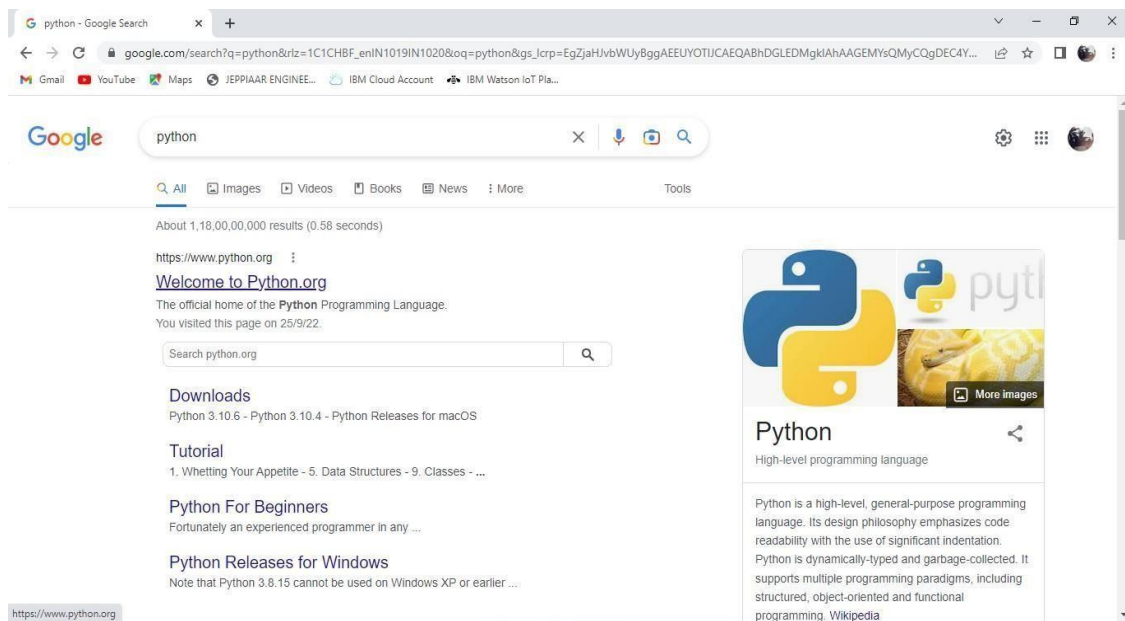 python - Google Search
google.com/search?q=python&rlz=1C1CHBF_enIN1019IN1020&oq=python&gs_lcrp=EgZjaHJvbWUyBggAEEUYOTIJCAEQABhDGLEDMgkIAhAAGEMYsQMyCQgDEC4Y...
Gmail YouTube Maps JEPPIAAR ENGINEE... IBM Cloud Account IBM Watson IoT Pla...
Google
python
All Images Videos Books News More Tools
About 1,18,00,00,000 results (0.58 seconds)
https://www.python.org
Welcome to Python.org
The official home of the Python Programming Language.
You visited this page on 25/9/22.
Search python.org
Downloads
Python 3.10.6 - Python 3.10.4 - Python Releases for macOS
Tutorial
1. Whetting Your Appetite - 5. Data Structures - 9. Classes - ...
Python For Beginners
Fortunately an experienced programmer in any ...
Python Releases for Windows
Note that Python 3.8.15 cannot be used on Windows XP or earlier ...
More images
Python
High-level programming language
Python is a high-level, general-purpose programming
language. Its design philosophy emphasizes code
readability with the use of significant indentation.
Python is dynamically-typed and garbage-collected. It
supports multiple programming paradigms, including
structured, object-oriented and functional
programming. Wikipedia
https://www.python.org